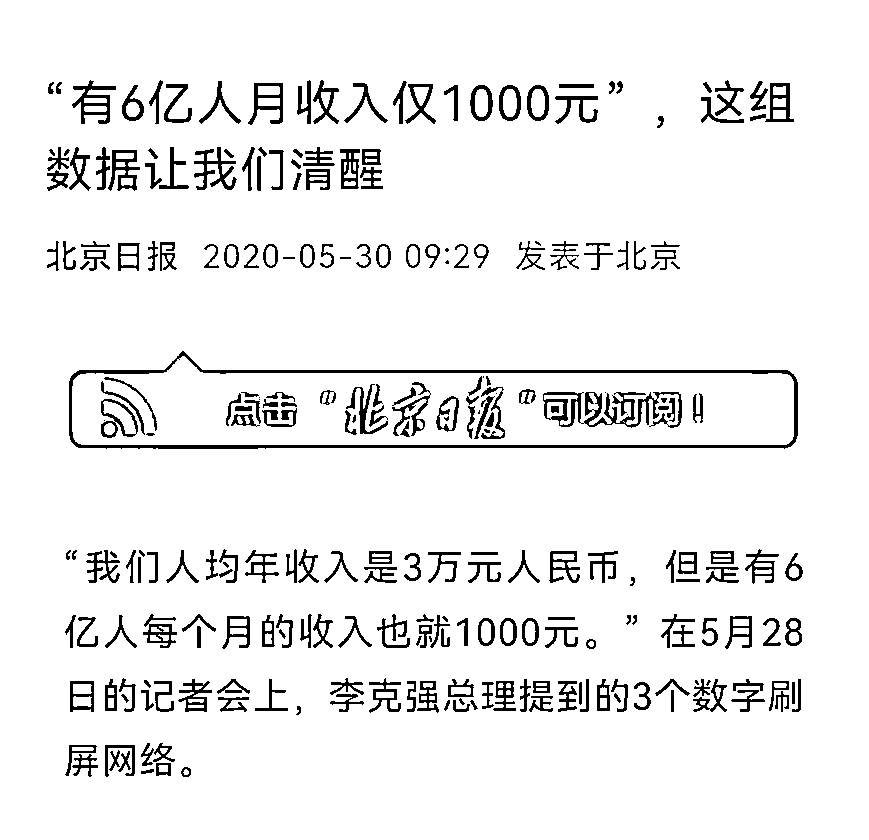 “有6亿人月收入仅1000元”，这组
数据让我们清醒
北京日报 2020-05-30 09:29 发表于北京
点击“北京日报”可以订阅！
“我们人均年收入是3万元人民币，但是有6
亿人每个月的收入也就1000元。”在5月28
日的记者会上，李克强总理提到的3个数字刷
屏网络。